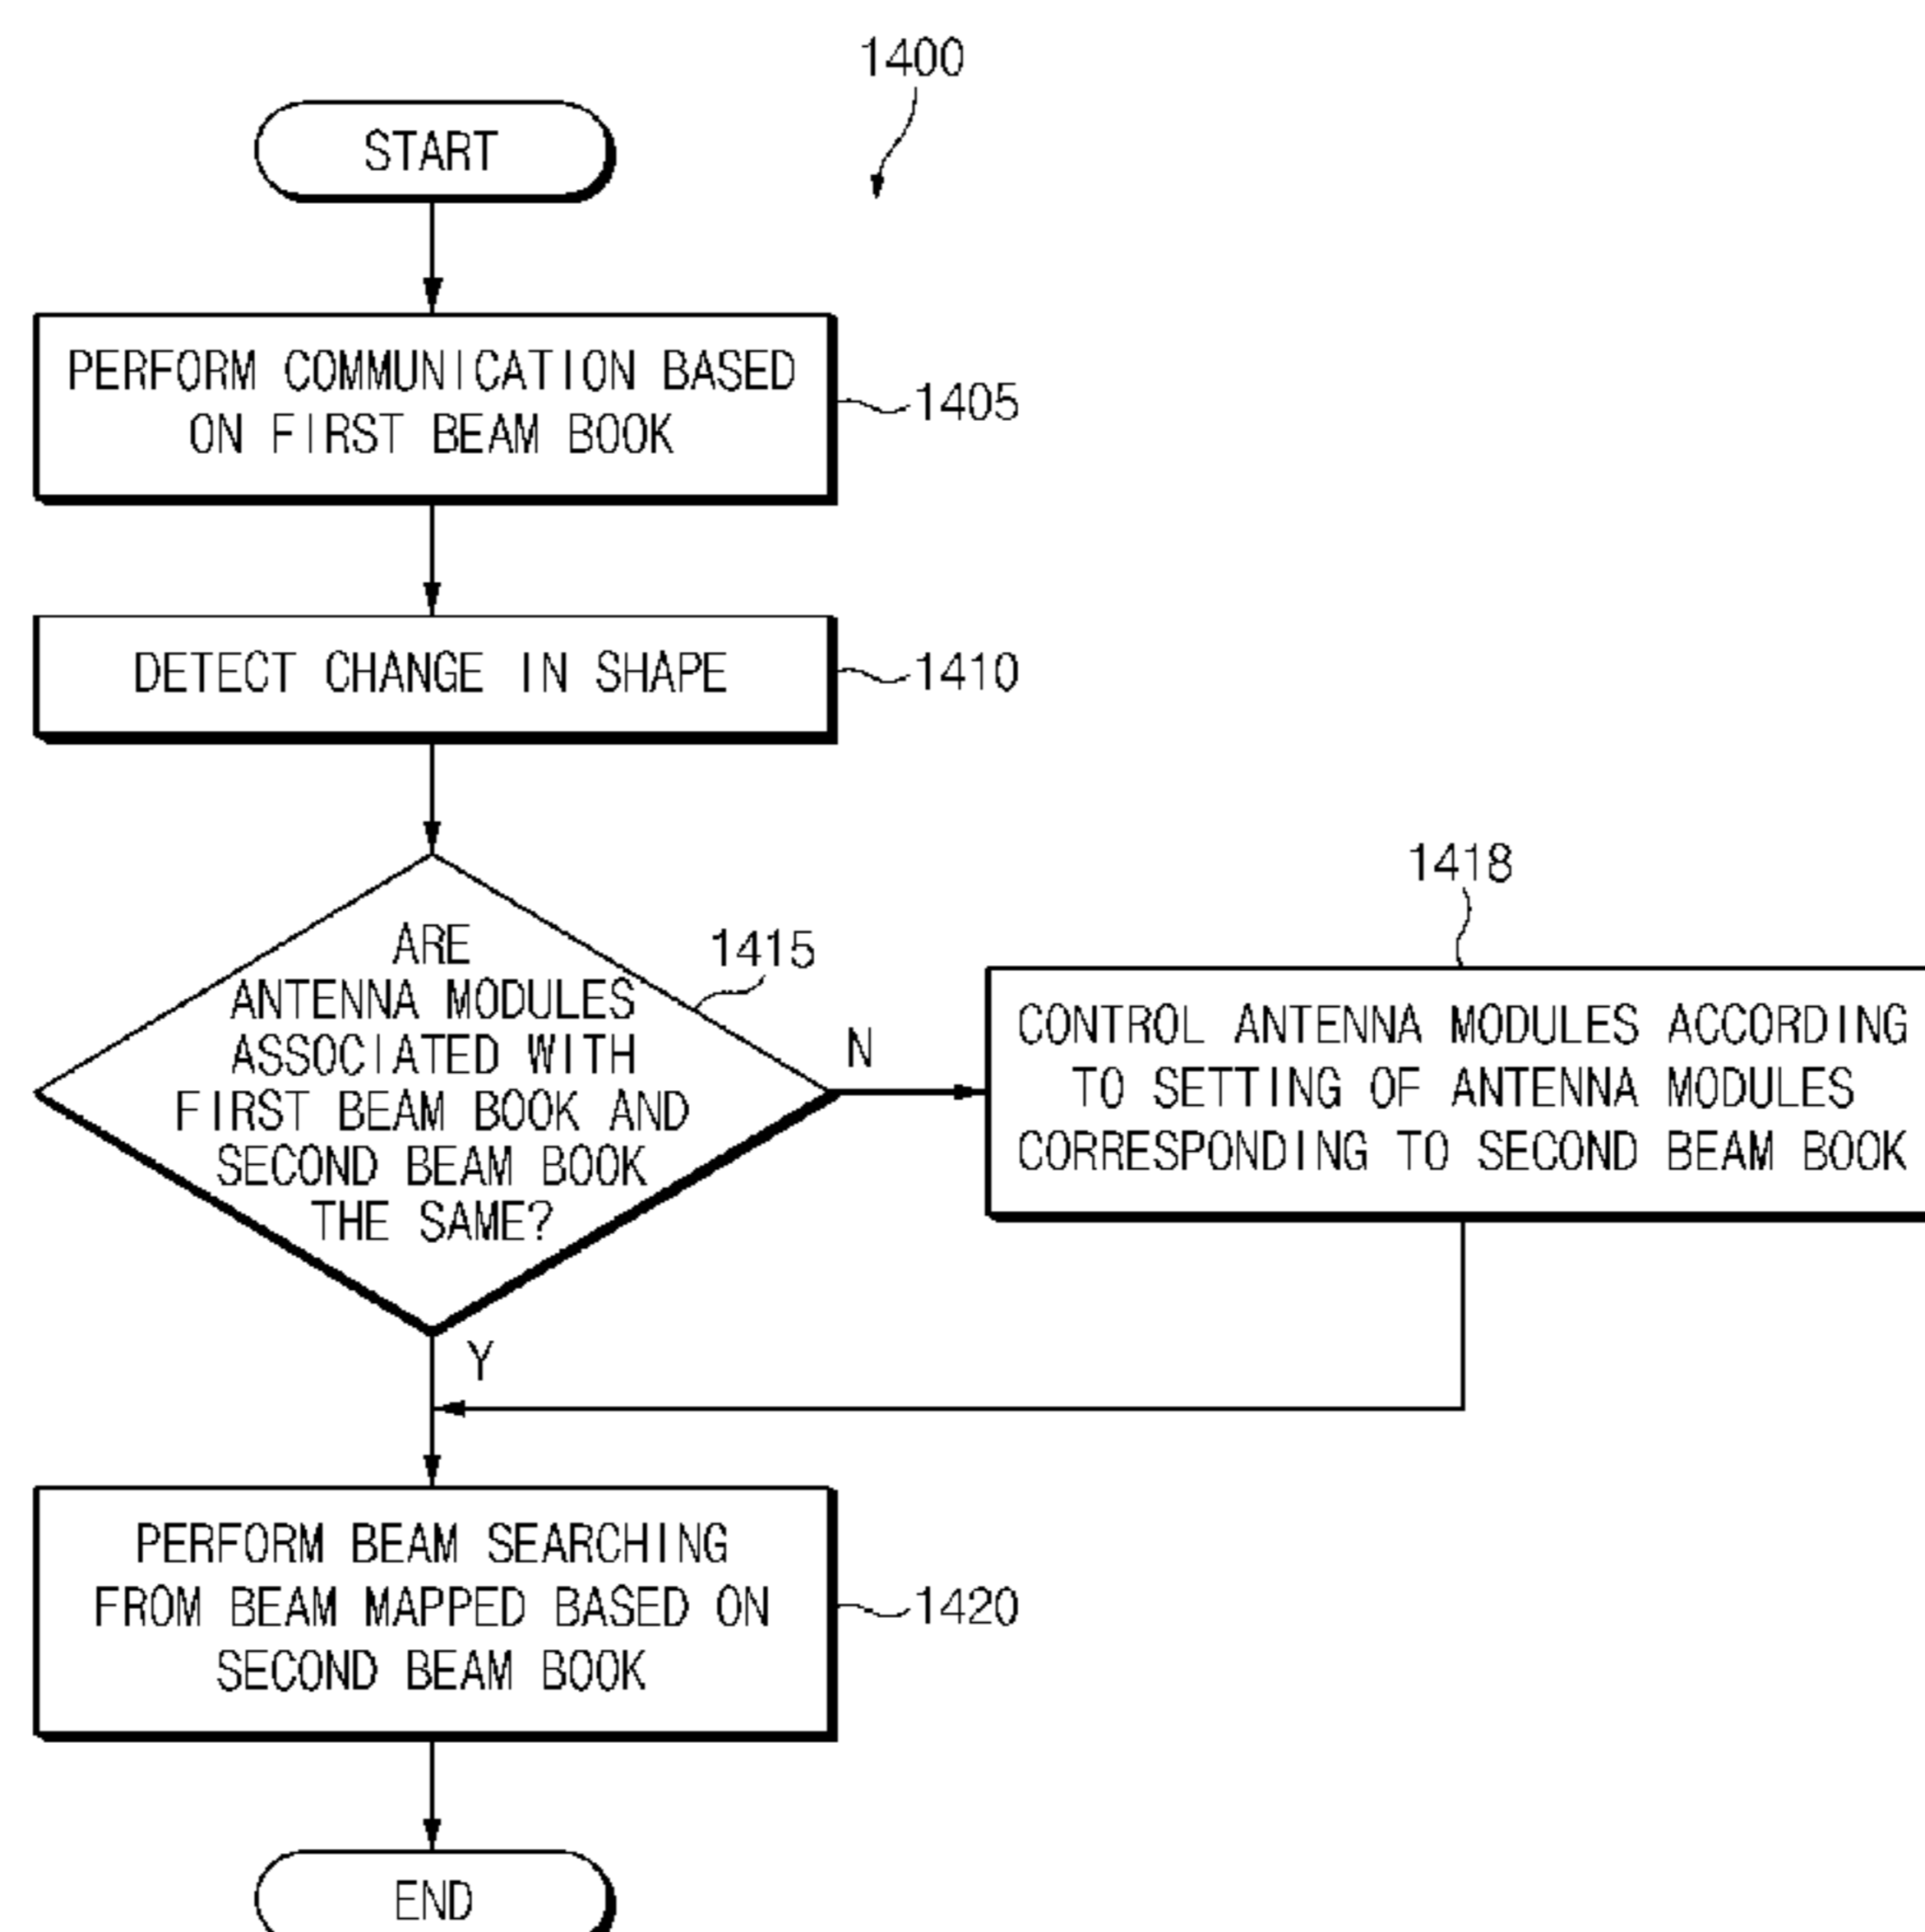 1400
START
PERFORM COMMUNICATION BASED
ON FIRST BEAM BOOK
1405
DETECT CHANGE IN SHAPE
1410
ARE
ANTENNA MODULES
ASSOCIATED WITH
FIRST BEAM BOOK AND
SECOND BEAM BOOK
THE SAME?
1415
N
1418
CONTROL ANTENNA MODULES ACCORDING
TO SETTING OF ANTENNA MODULES
CORRESPONDING TO SECOND BEAM BOOK
Y
PERFORM BEAM SEARCHING
FROM BEAM MAPPED BASED ON
SECOND BEAM BOOK
1420
END